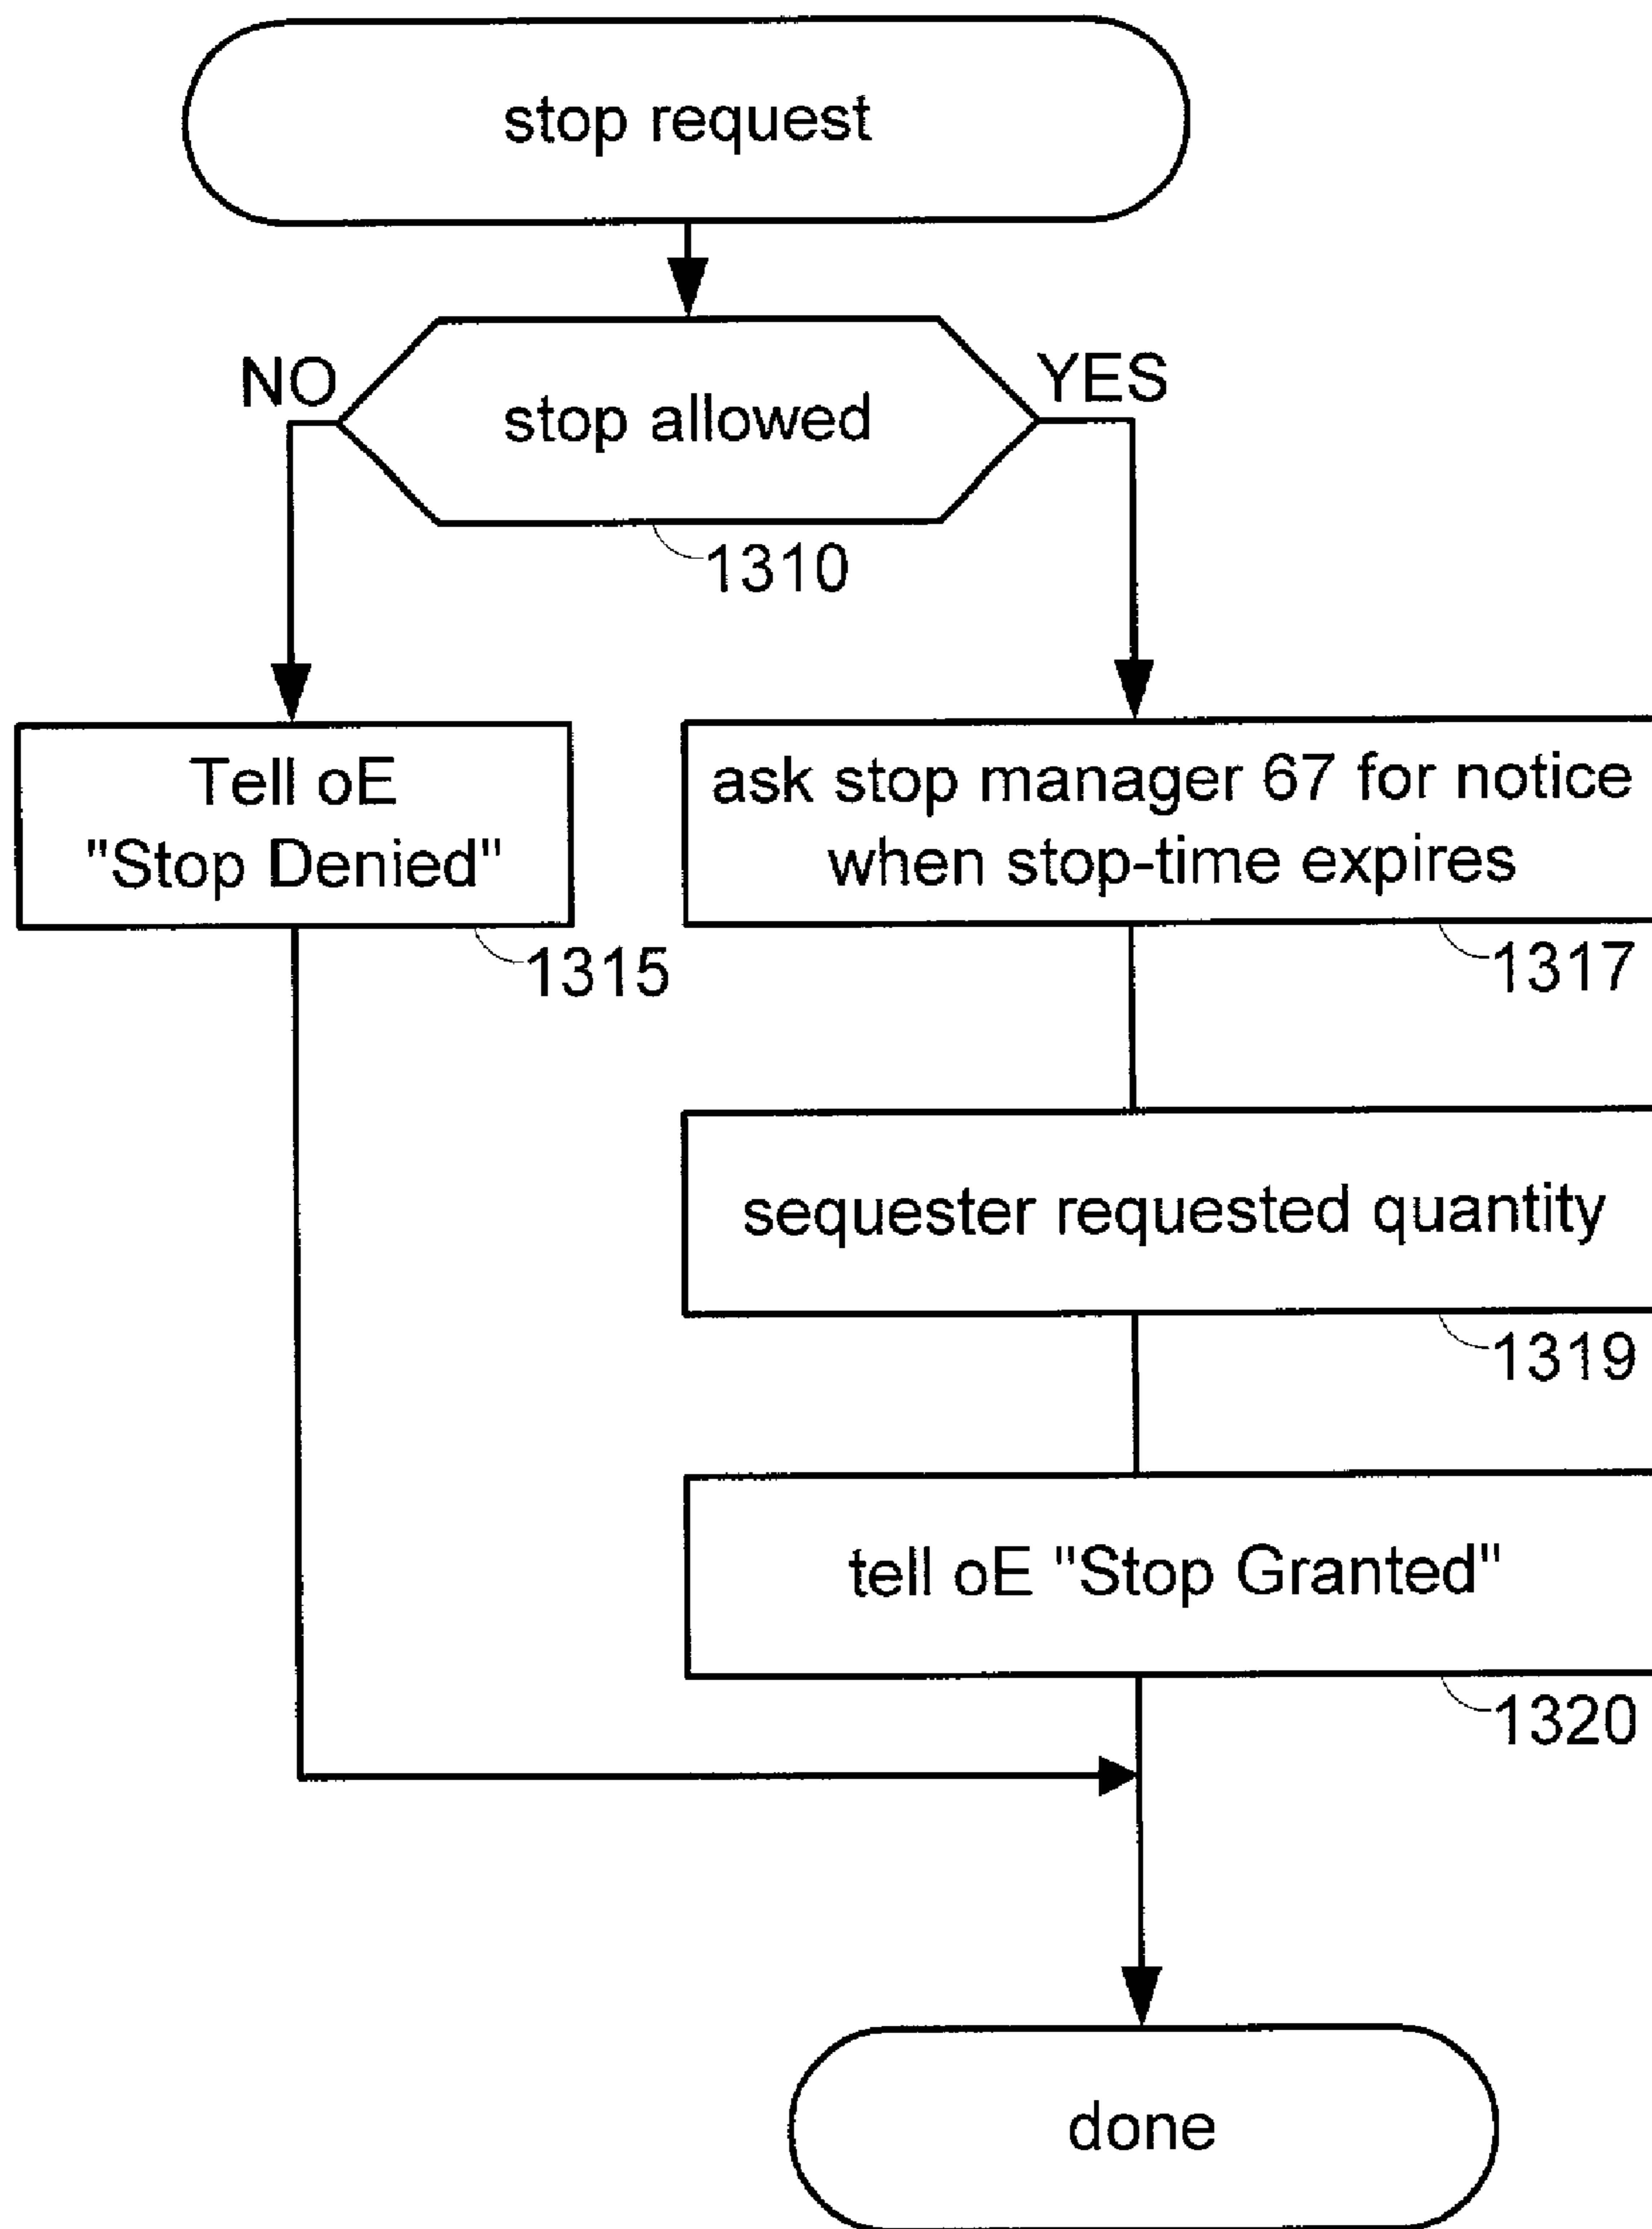 stop request
NO
YES
stop allowed
1310
Tell oE
"Stop Denied"
1315
ask stop manager 67 for notice
when stop-time expires
1317
sequester requested quantity
1319
tell oE "Stop Granted"
1320
done